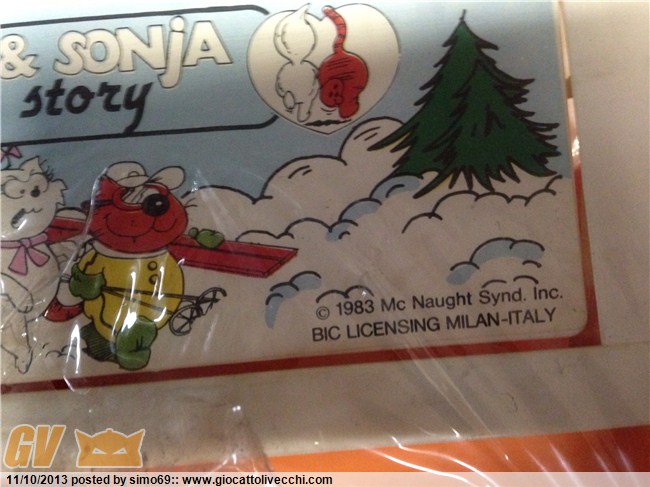 & SONJA
story
© 1983 Mc Naught Synd. Inc.
BIC LICENSING MILAN-ITALY
GV
11/10/2013 posted by simo69:: www.giocattolivecchi.com